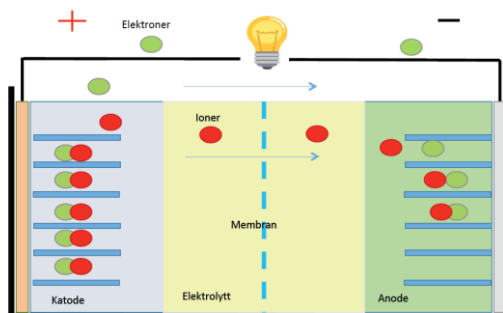 +
Elektroner
−
Ioner
Membran
Katode
Elektrolytt
Anode